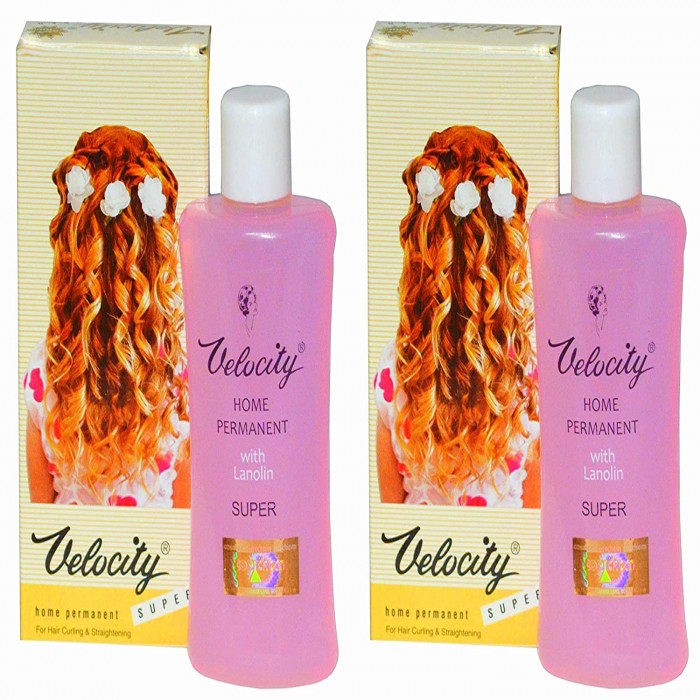 Velocity®
home permanent
SUPER
For Hair Curling & Straightening
Velocity®
HOME
PERMANENT
with
Lanolin
SUPER
Velocity®
home permanent
SUPE
For Hair Curling & Straightening
Velocity®
HOME
PERMANENT
with
Lanolin
SUPER